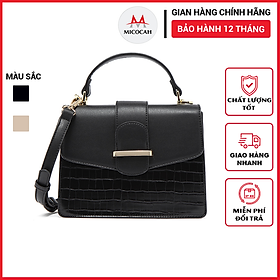 MICOCAH
GIAN HÀNG CHÍNH HÃNG
BẢO HÀNH 12 THÁNG
MÀU SẮC
CHẤT LƯỢNG
TỐT
GIAO HÀNG
NHANH
MIỄN PHÍ
ĐỔI TRẢ